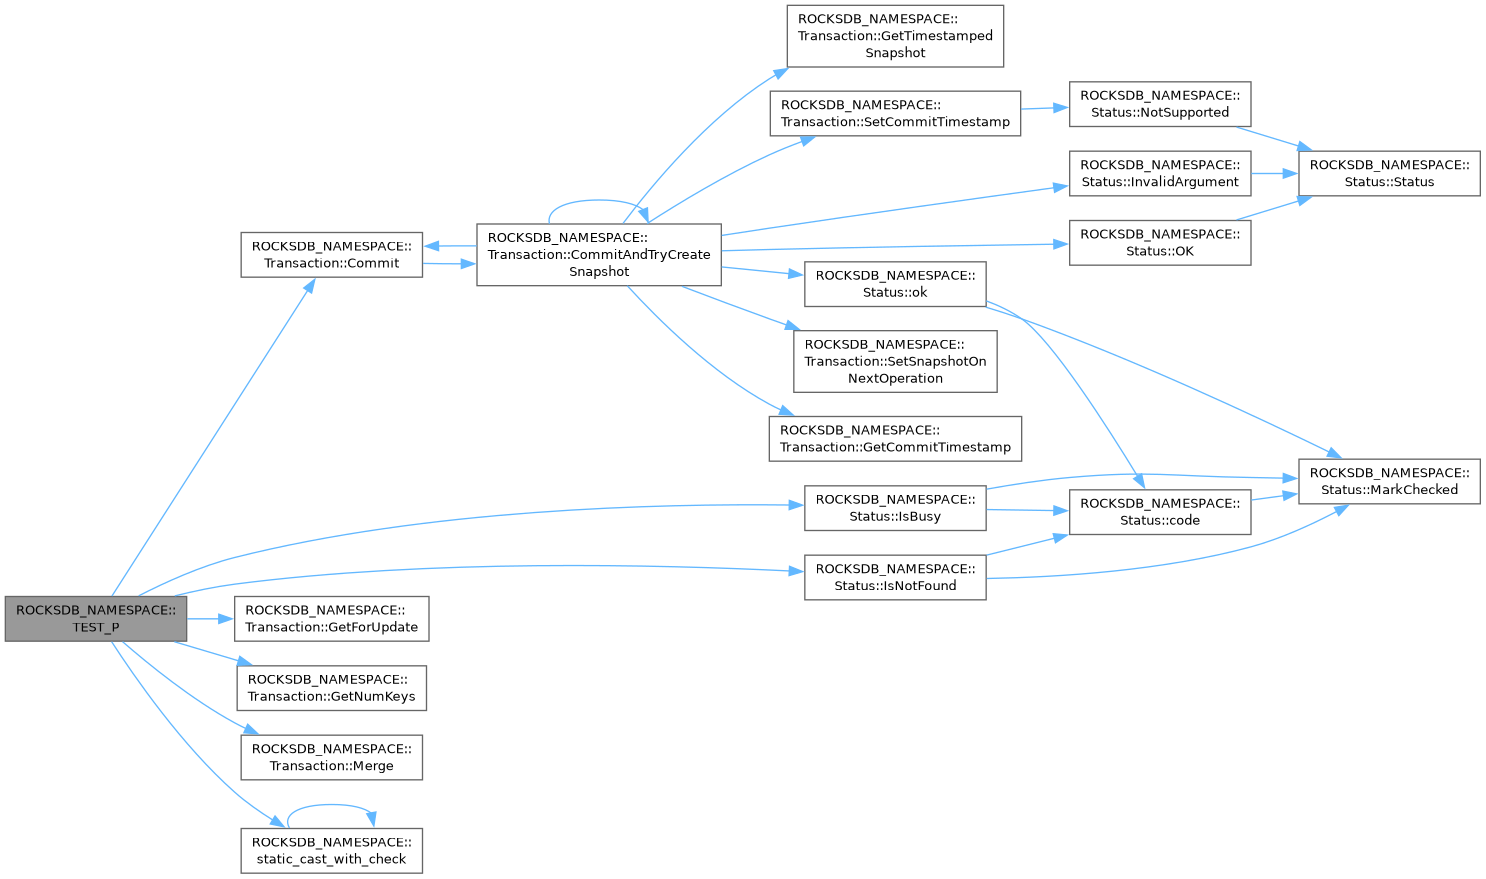 ROCKSDB_NAMESPACE::
TEST_P
ROCKSDB_NAMESPACE::
Transaction::Commit
ROCKSDB_NAMESPACE::
Transaction::CommitAndTryCreate
Snapshot
ROCKSDB_NAMESPACE::
Transaction::GetTimestamped
Snapshot
ROCKSDB_NAMESPACE::
Transaction::SetCommitTimestamp
ROCKSDB_NAMESPACE::
Status::NotSupported
ROCKSDB_NAMESPACE::
Status::Status
ROCKSDB_NAMESPACE::
Status::InvalidArgument
ROCKSDB_NAMESPACE::
Status::OK
ROCKSDB_NAMESPACE::
Status::ok
ROCKSDB_NAMESPACE::
Transaction::SetSnapshotOn
NextOperation
ROCKSDB_NAMESPACE::
Transaction::GetCommitTimestamp
ROCKSDB_NAMESPACE::
Status::IsBusy
ROCKSDB_NAMESPACE::
Status::code
ROCKSDB_NAMESPACE::
Status::MarkChecked
ROCKSDB_NAMESPACE::
Status::IsNotFound
ROCKSDB_NAMESPACE::
Transaction::GetForUpdate
ROCKSDB_NAMESPACE::
Transaction::GetNumKeys
ROCKSDB_NAMESPACE::
Transaction::Merge
ROCKSDB_NAMESPACE::
static_cast_with_check